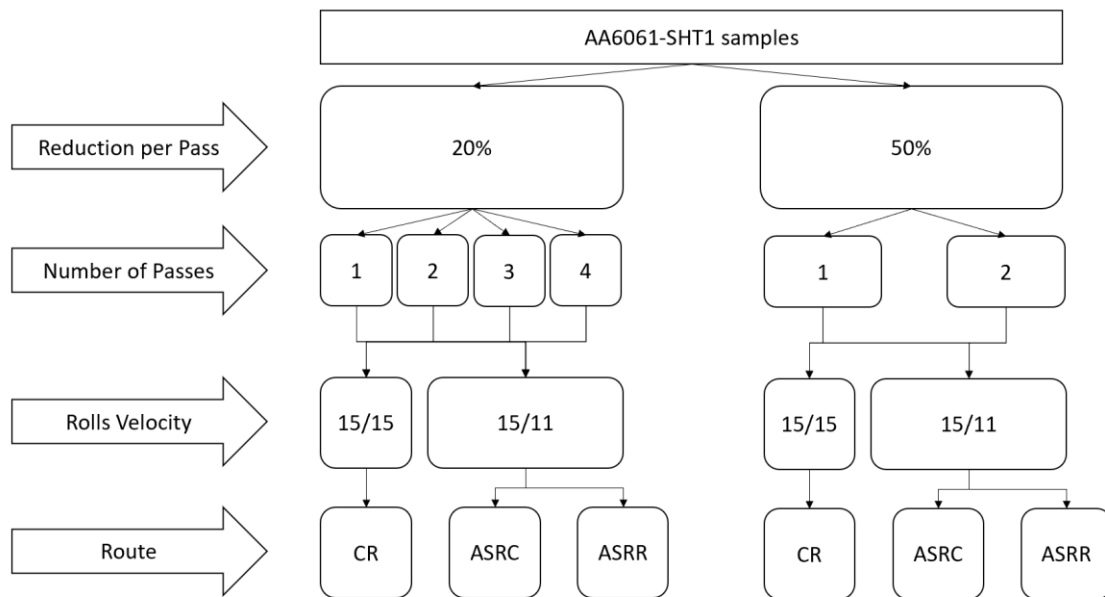 AA6061-SHT1 samples
Reduction per Pass
20%
50%
Number of Passes
1
2
3
4
1
2
Rolls Velocity
15/15
15/11
15/15
15/11
Route
CR
ASRC
ASRR
CR
ASRC
ASRR